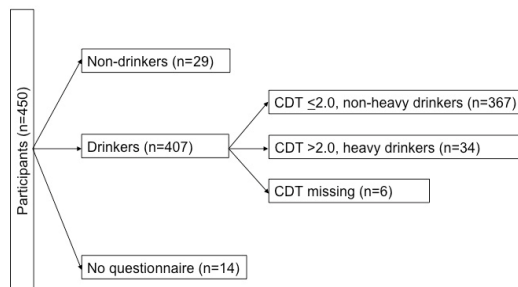 Participants (n=450)
Non-drinkers (n=29)
Drinkers (n=407)
No questionnaire (n=14)
CDT ≤2.0, non-heavy drinkers (n=367)
CDT >2.0, heavy drinkers (n=34)
CDT missing (n=6)